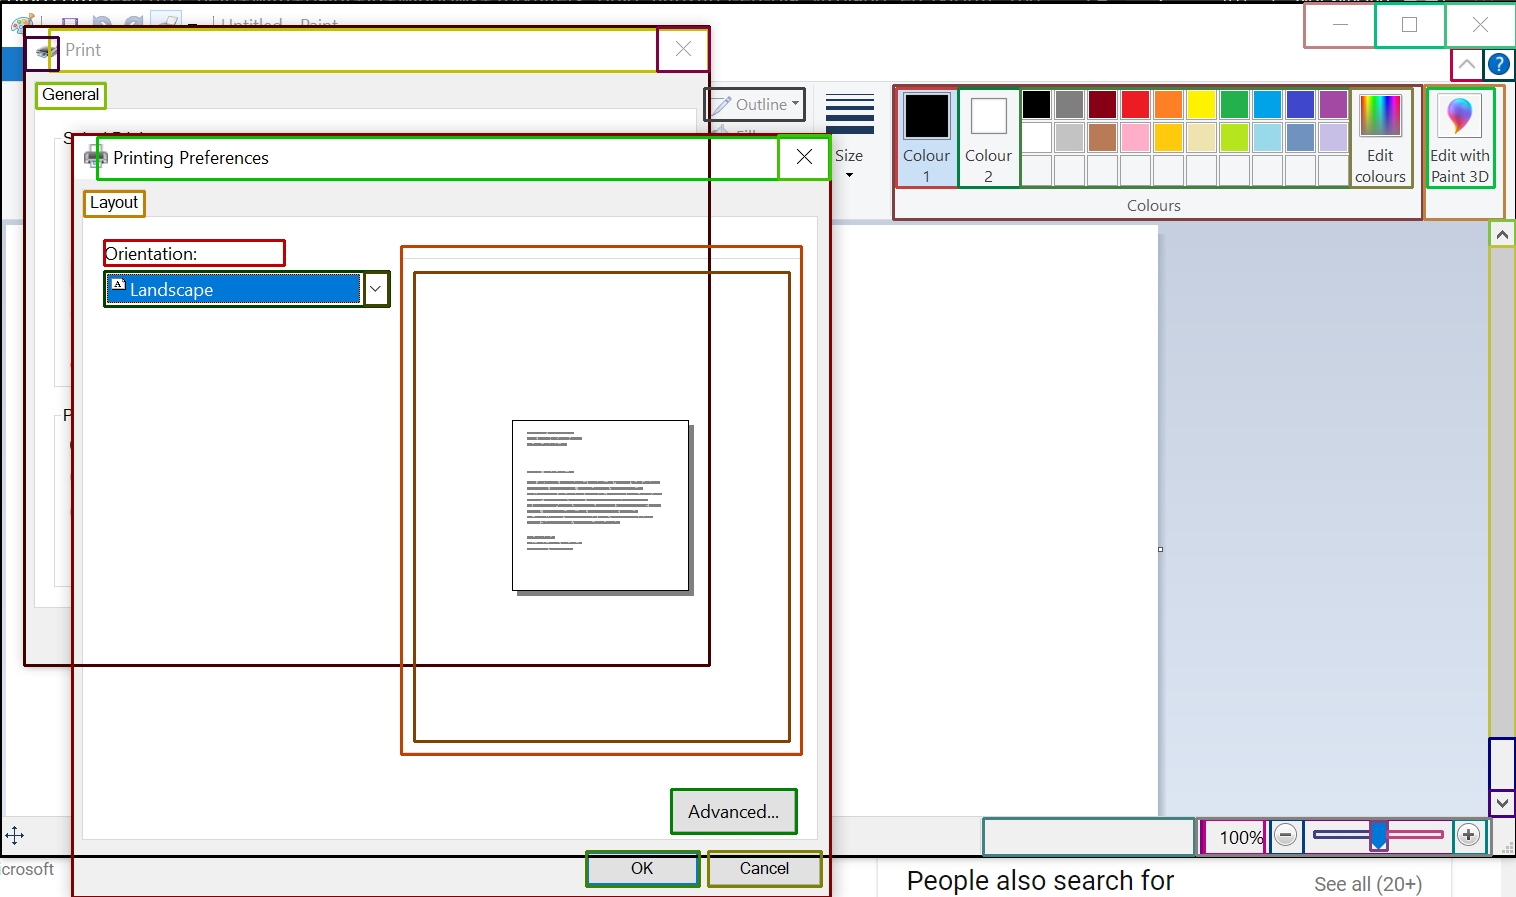 Untitled - Paint
Print
General
Outline
Size
Colour
1
Colour
2
Edit
colours
Edit with
Paint 3D
Colours
Printing Preferences
Layout
Orientation:
Landscape
Advanced...
OK
Cancel
100%
icrosoft
People also search for
See all (20+)